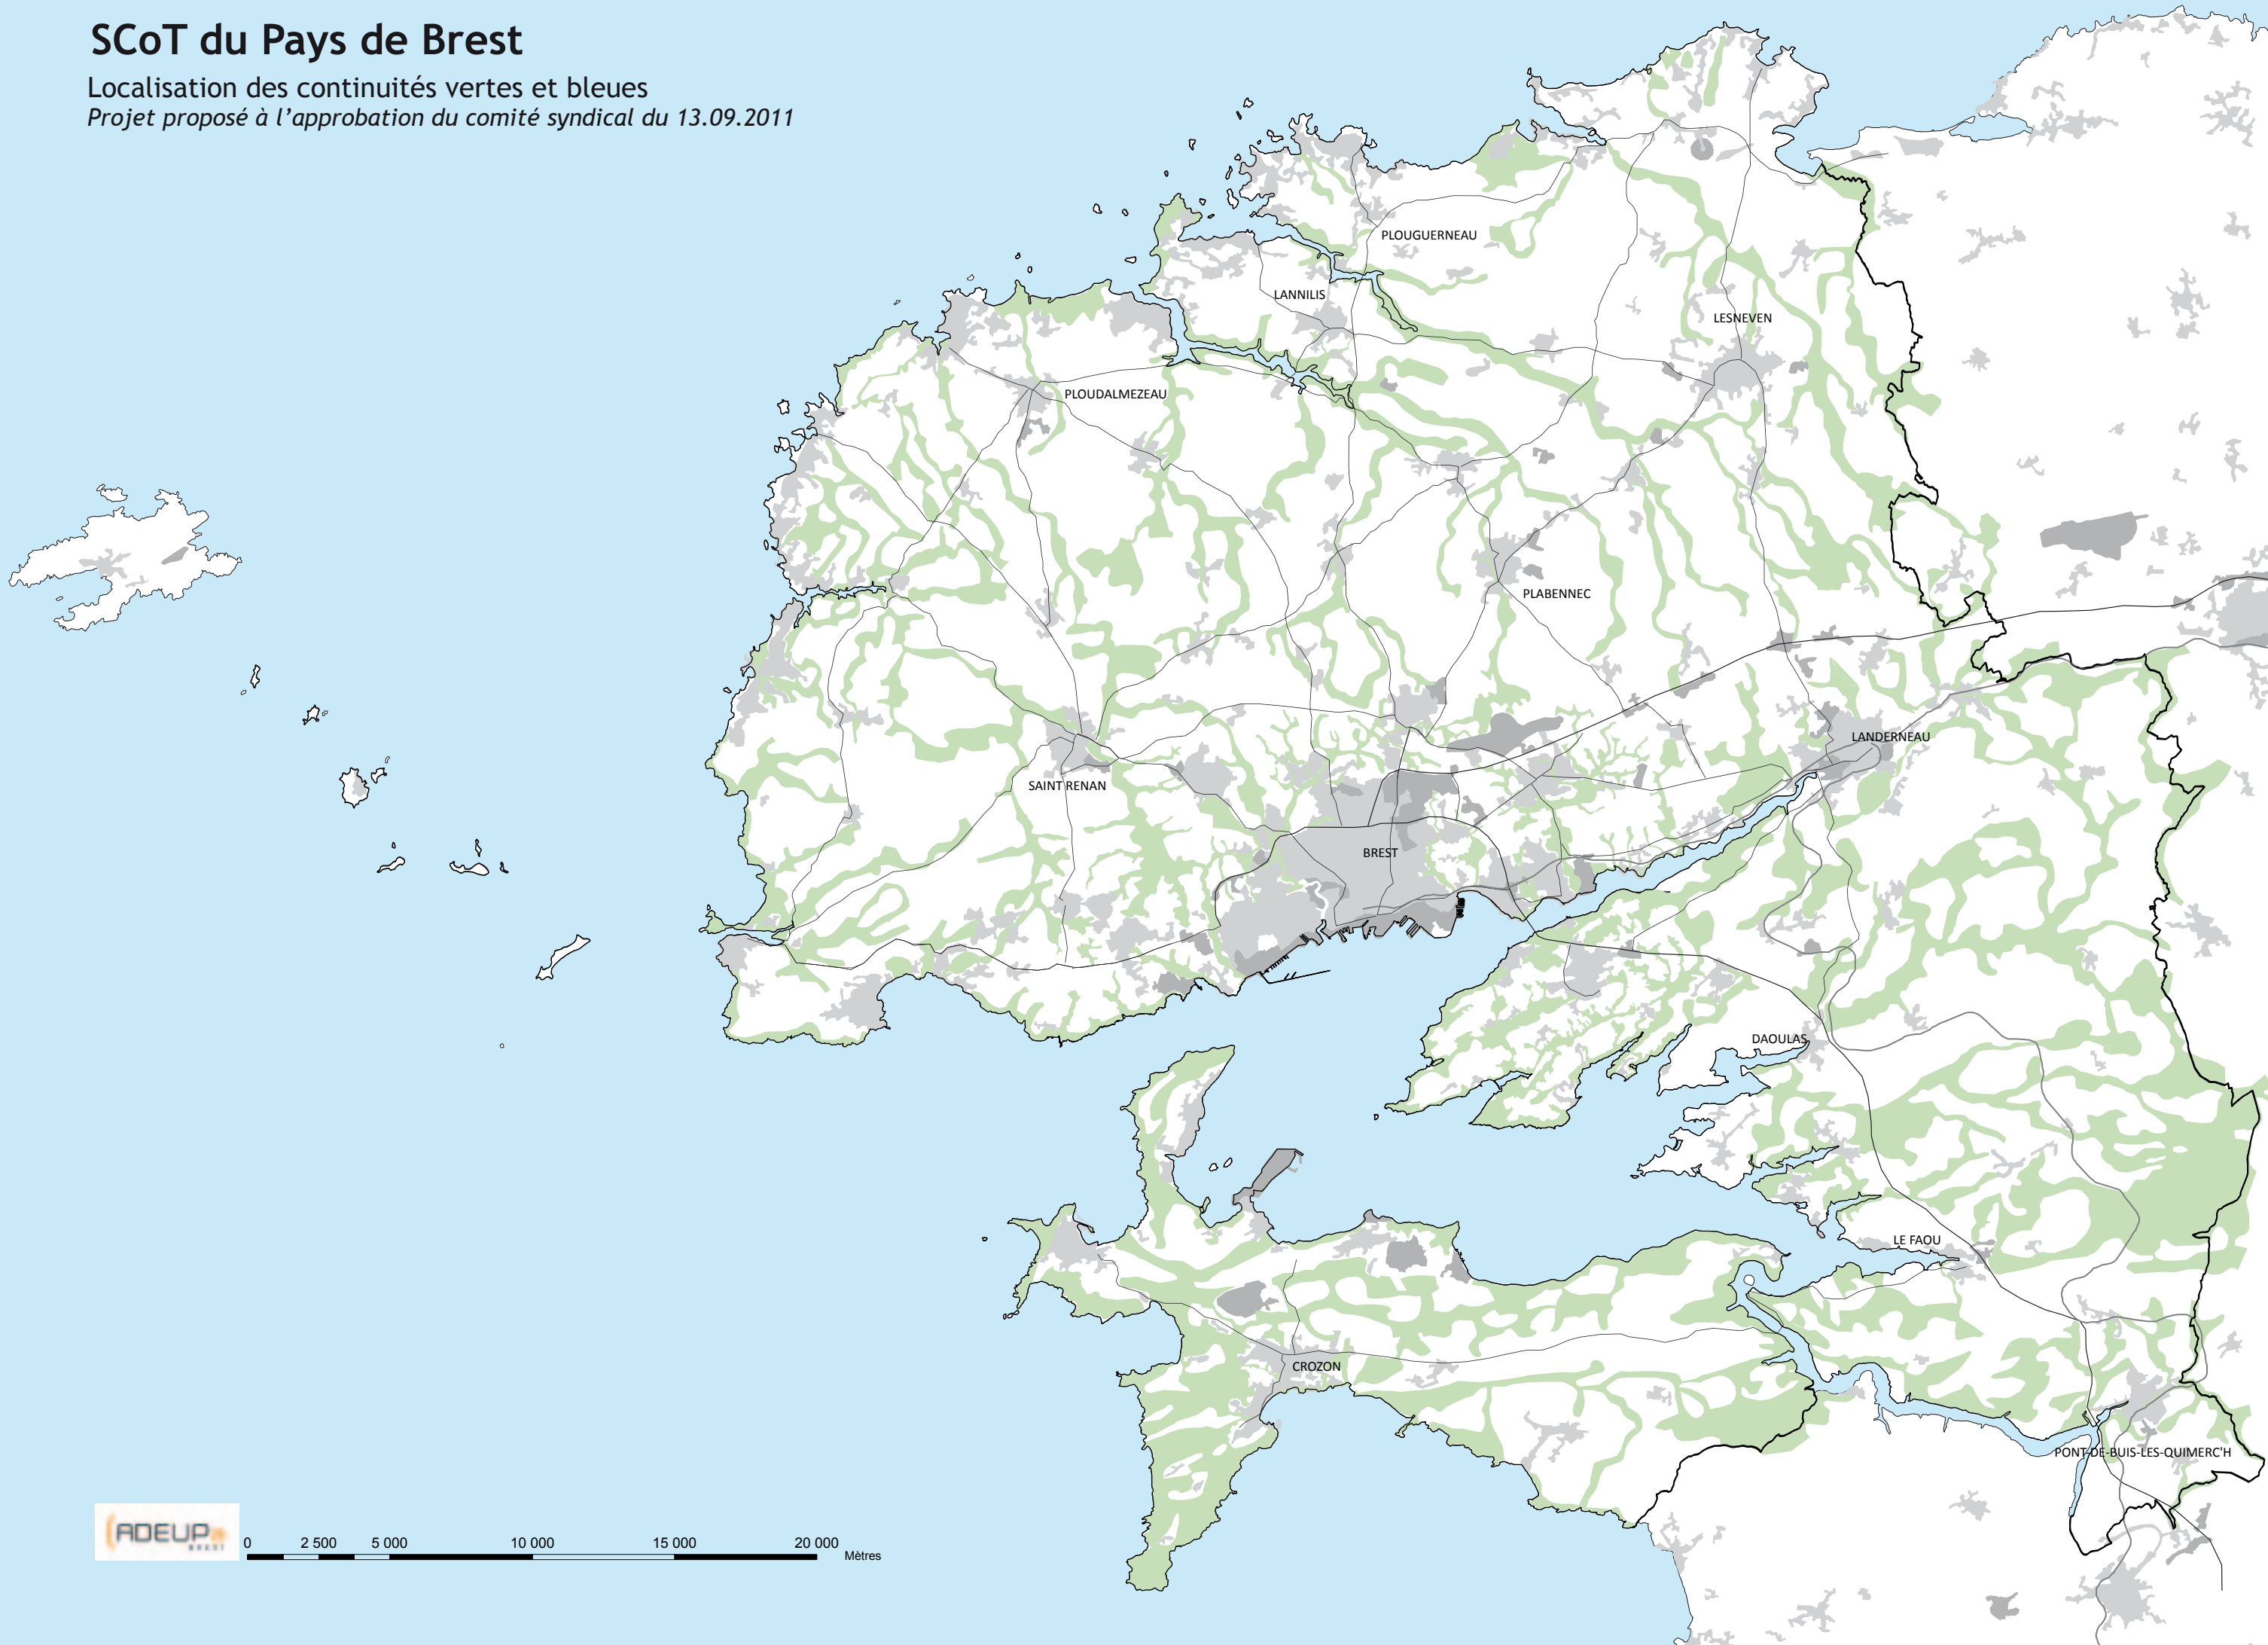 SCoT du Pays de Brest
Localisation des continuités vertes et bleues
Projet proposé à l'approbation du comité syndical du 13.09.2011
PLOUGUERNEAU
LANNILIS
LESNEVEN
PLOUDALMEZEAU
PLABENNEC
LANDERNEAU
SAINT RENAN
BREST
DAOULAS
LE FAOU
CROZON
PONT-DE-BUIS-LES-QUIMERC'H
ADEUPa
BREST
0 2 500 5 000 10 000 15 000 20 000
Mètres